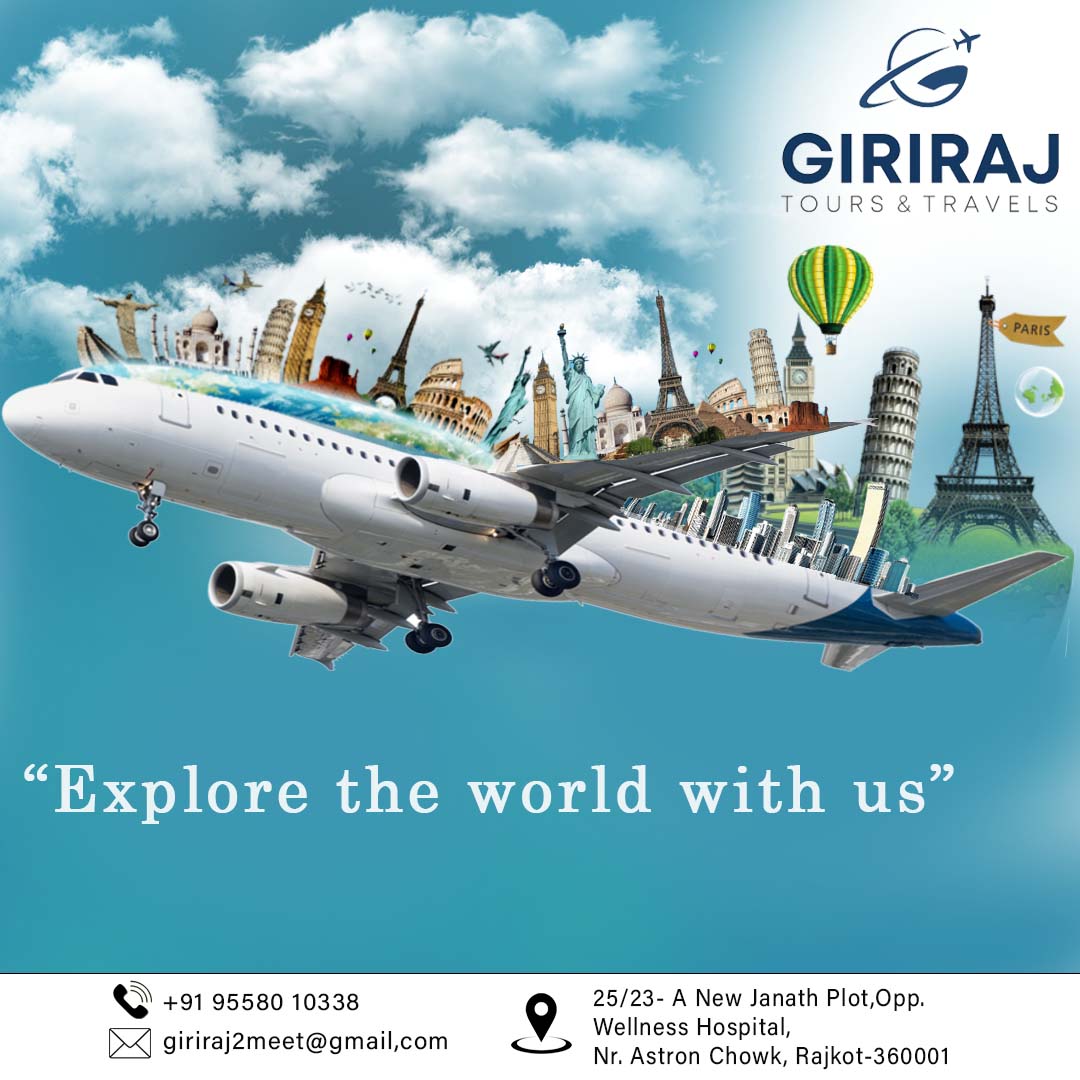 GIRIRAJ
TOURS & TRAVELS
PARIS
“Explore the world with us”
+91 95580 10338
giriraj2meet@gmail,com
25/23- A New Janath Plot,Opp.
Wellness Hospital,
Nr. Astron Chowk, Rajkot-360001